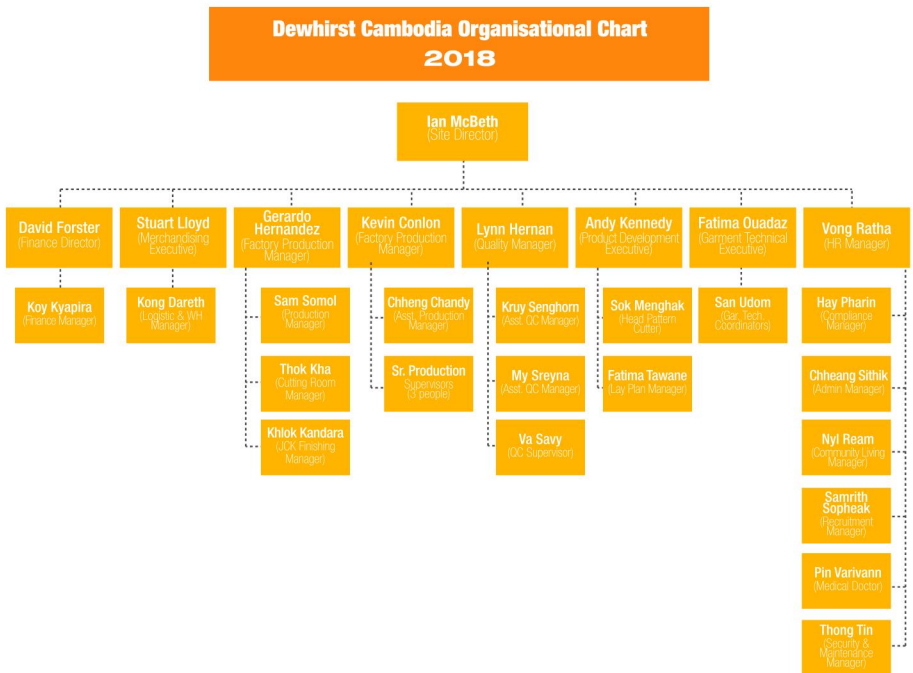 Dewhirst Cambodia Organisational Chart
2018
Ian McBeth
(Site Director)
David Forster
(Finance Director)
Stuart Lloyd
(Merchandising
Executive)
Gerardo
Hernandez
(Factory Production
Manager)
Kevin Conlon
(Factory Production
Manager)
Lynn Hernan
(Quality Manager)
Andy Kennedy
(Product Development
Executive)
Fatima Ouadaz
(Garment Technical
Executive)
Vong Ratha
(HR Manager)
Koy Kyapira
(Finance Manager)
Kong Dareth
(Logistic & WH
Manager)
Sam Somol
(Production
Manager)
Thok Kha
(Cutting Room
Manager)
Khlok Kandara
(JCK Finishing
Manager)
Chheng Chandy
(Asst. Production
Manager)
Sr. Production
Supervisors
(3 people)
Kruy Senghorn
(Asst. QC Manager)
My Sreyna
(Asst. QC Manager)
Va Savy
(QC Supervisor)
Sok Menghak
(Head Pattern
Cutter)
Fatima Tawane
(Lay Plan Manager)
San Udom
(Gar. Tech.
Coordinators)
Hay Pharin
(Compliance
Manager)
Chheang Sithik
(Admin Manager)
Nyl Ream
(Community Living
Manager)
Samrith
Sopheak
(Recruitment
Manager)
Pin Varivann
(Medical Doctor)
Thong Tin
(Security &
Maintenance
Manager)